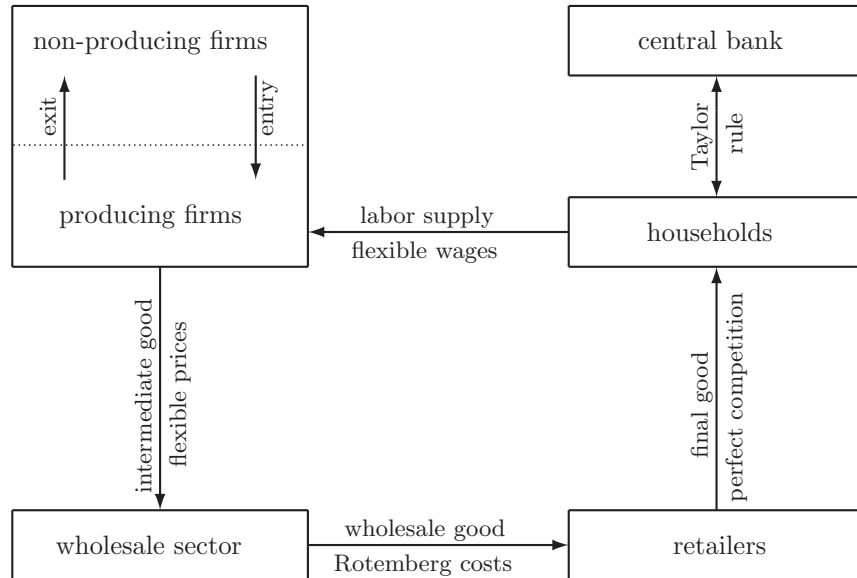 non-producing firms
exit
entry
producing firms
central bank
Taylor
rule
labor supply
flexible wages
households
intermediate good
flexible prices
final good
perfect competition
wholesale sector
wholesale good
Rotemberg costs
retailers